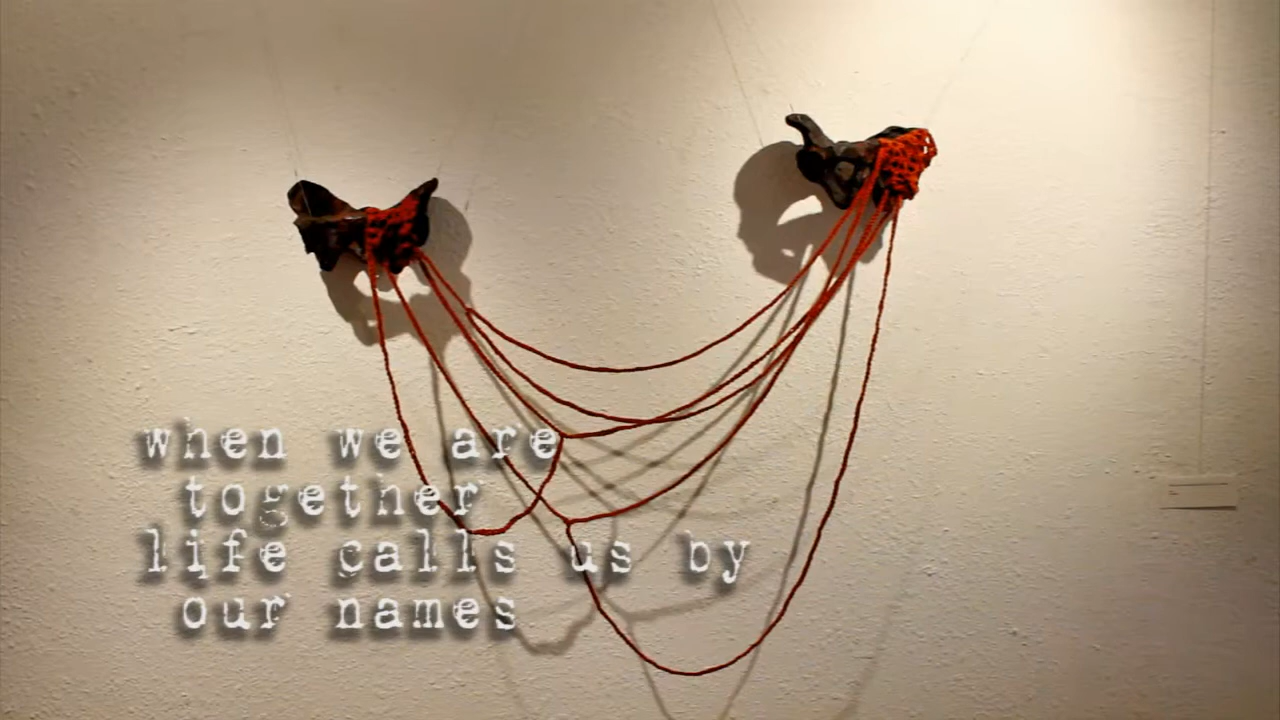 when we are
together
life calls us by
our names